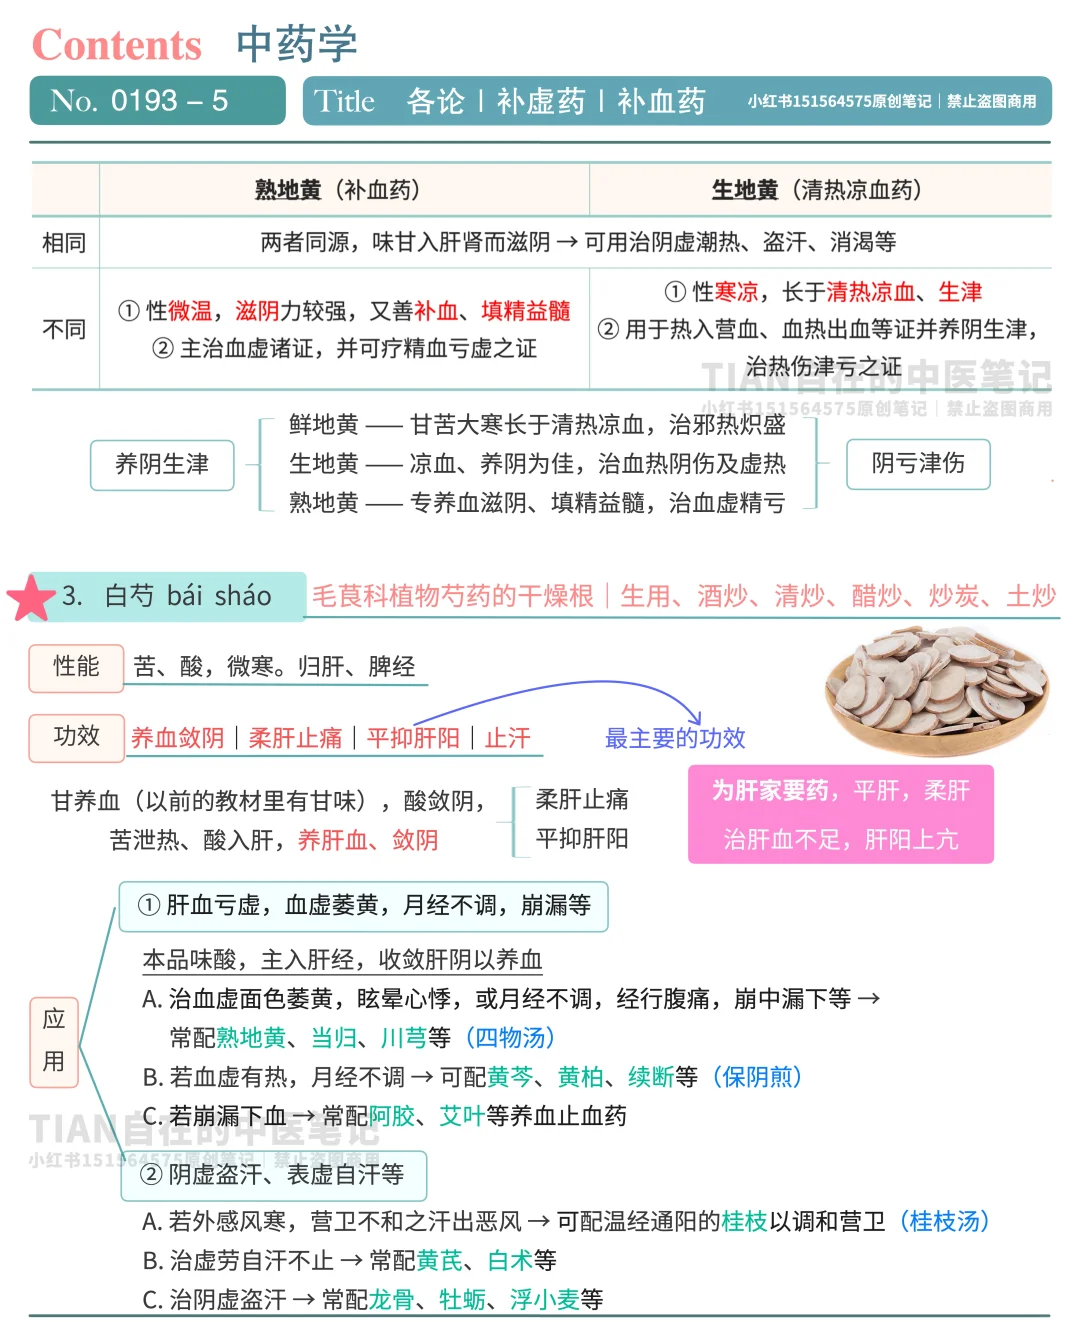 Contents 中药学
No. 0193 – 5
Title 各论｜补虚药｜补血药 小红书151564575原创笔记｜禁止盗图商用
熟地黄（补血药） 生地黄（清热凉血药）
相同 两者同源，味甘入肝肾而滋阴 → 可用治阴虚潮热、盗汗、消渴等
不同
① 性微温，滋阴力较强，又善补血、填精益髓
② 主治血虚诸证，并可疗精血亏虚之证
① 性寒凉，长于清热凉血、生津
② 用于热入营血、血热出血等证并养阴生津，
治热伤津亏之证
TIAN自在的中医笔记
小红书151564575原创笔记｜禁止盗图商用
养阴生津
鲜地黄 —— 甘苦大寒长于清热凉血，治邪热炽盛
生地黄 —— 凉血、养阴为佳，治血热阴伤及虚热
熟地黄 —— 专养血滋阴、填精益髓，治血虚精亏
阴亏津伤
3. 白芍 bái sháo 毛茛科植物芍药的干燥根｜生用、酒炒、清炒、醋炒、炒炭、土炒
性能 苦、酸，微寒。归肝、脾经
功效 养血敛阴｜柔肝止痛｜平抑肝阳｜止汗 最主要的功效
甘养血（以前的教材里有甘味），酸敛阴，
苦泄热、酸入肝，养肝血、敛阴
柔肝止痛
平抑肝阳
为肝家要药，平肝，柔肝
治肝血不足，肝阳上亢
应用
① 肝血亏虚，血虚萎黄，月经不调，崩漏等
本品味酸，主入肝经，收敛肝阴以养血
A. 治血虚面色萎黄，眩晕心悸，或月经不调，经行腹痛，崩中漏下等 →
常配熟地黄、当归、川芎等（四物汤）
B. 若血虚有热，月经不调 → 可配黄芩、黄柏、续断等（保阴煎）
C. 若崩漏下血 → 常配阿胶、艾叶等养血止血药
TIAN自在的中医笔记
小红书151564575原创笔记｜禁止盗图商用
② 阴虚盗汗、表虚自汗等
A. 若外感风寒，营卫不和之汗出恶风 → 可配温经通阳的桂枝以调和营卫（桂枝汤）
B. 治虚劳自汗不止 → 常配黄芪、白术等
C. 治阴虚盗汗 → 常配龙骨、牡蛎、浮小麦等